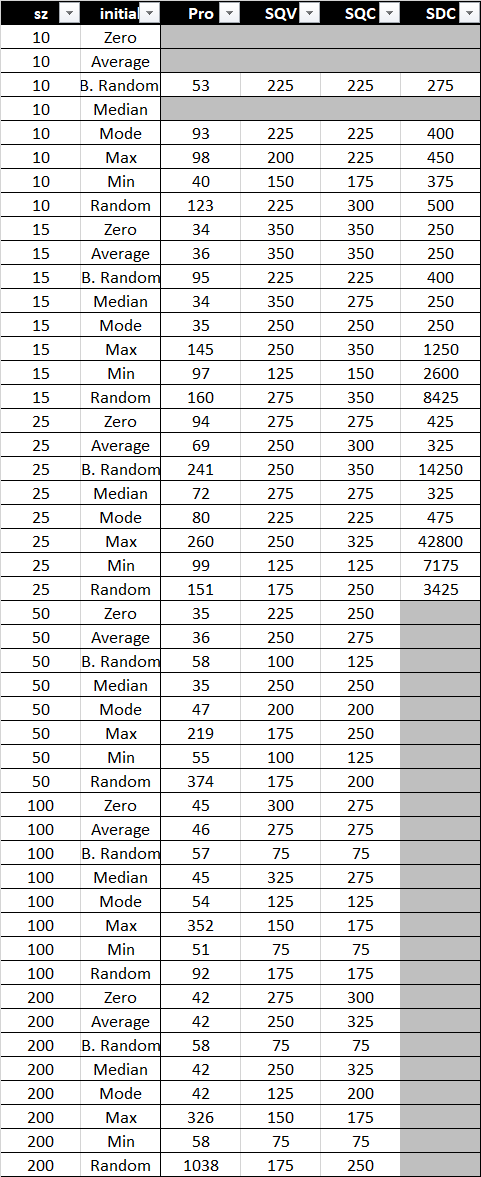 sz initial Pro SQV SQC SDC
10 Zero
10 Average
10 B. Random 53 225 225 275
10 Median
10 Mode 93 225 225 400
10 Max 98 200 225 450
10 Min 40 150 175 375
10 Random 123 225 300 500
15 Zero 34 350 350 250
15 Average 36 350 350 250
15 B. Random 95 225 225 400
15 Median 34 350 275 250
15 Mode 35 250 250 250
15 Max 145 250 350 1250
15 Min 97 125 150 2600
15 Random 160 275 350 8425
25 Zero 94 275 275 425
25 Average 69 250 300 325
25 B. Random 241 250 350 14250
25 Median 72 275 275 325
25 Mode 80 225 225 475
25 Max 260 250 325 42800
25 Min 99 125 125 7175
25 Random 151 175 250 3425
50 Zero 35 225 250
50 Average 36 250 275
50 B. Random 58 100 125
50 Median 35 250 250
50 Mode 47 200 200
50 Max 219 175 250
50 Min 55 100 125
50 Random 374 175 200
100 Zero 45 300 275
100 Average 46 275 275
100 B. Random 57 75 75
100 Median 45 325 275
100 Mode 54 125 125
100 Max 352 150 175
100 Min 51 75 75
100 Random 92 175 175
200 Zero 42 275 300
200 Average 42 250 325
200 B. Random 58 75 75
200 Median 42 250 325
200 Mode 42 125 200
200 Max 326 150 175
200 Min 58 75 75
200 Random 1038 175 250